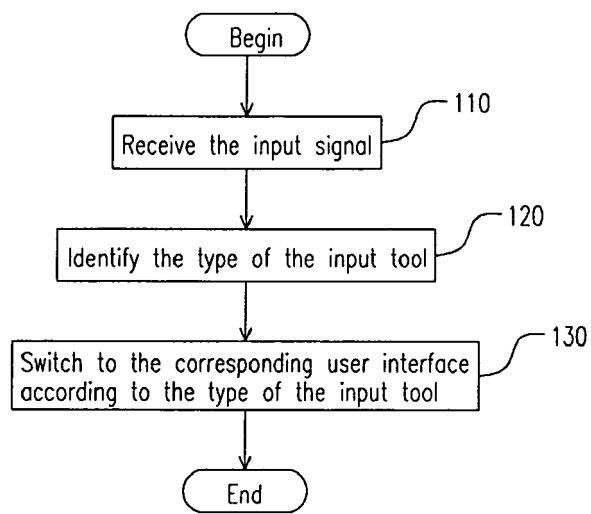 Begin
110
Receive the input signal
120
Identify the type of the input tool
130
Switch to the corresponding user interface
according to the type of the input tool
End